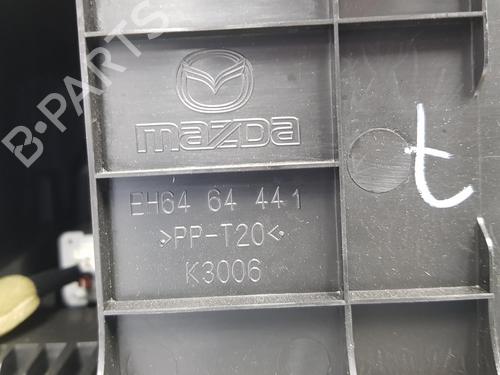 B-PARTS
mazda
EH64 64 441
>PP-T20<
K3006
t